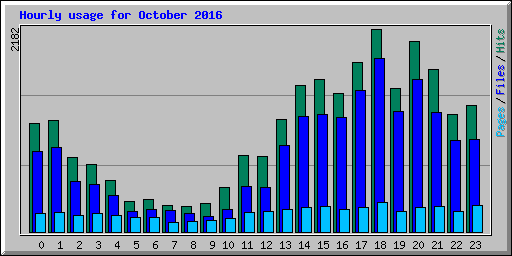 Hourly usage for October 2016
2182
Pages/Files/Hits
0 1 2 3 4 5 6 7 8 9 10 11 12 13 14 15 16 17 18 19 20 21 22 23